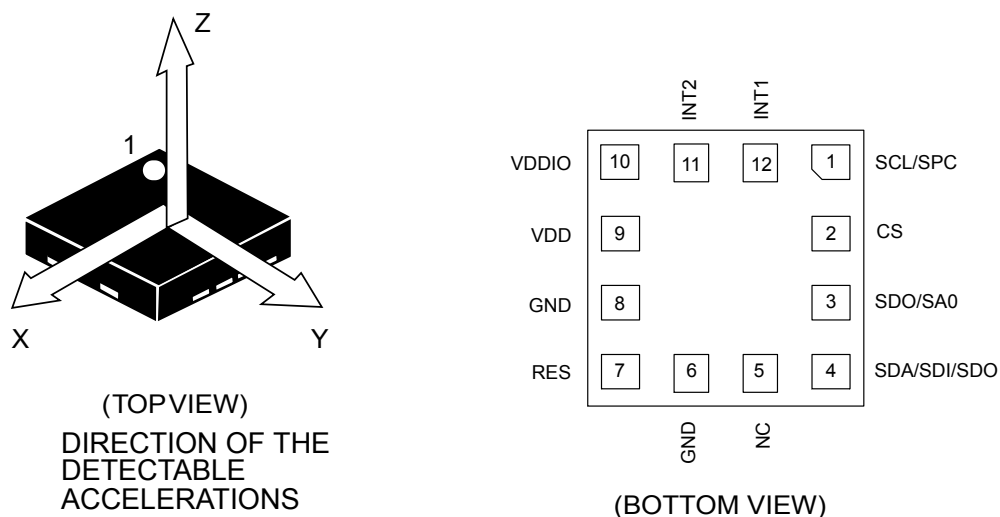 Z
1
X
Y
(TOPVIEW)
DIRECTION OF THE
DETECTABLE
ACCELERATIONS
INT2
INT1
VDDIO
10
11
12
1
SCL/SPC
VDD
9
2
CS
GND
8
3
SDO/SA0
RES
7
6
5
4
SDA/SDI/SDO
GND
NC
(BOTTOM VIEW)